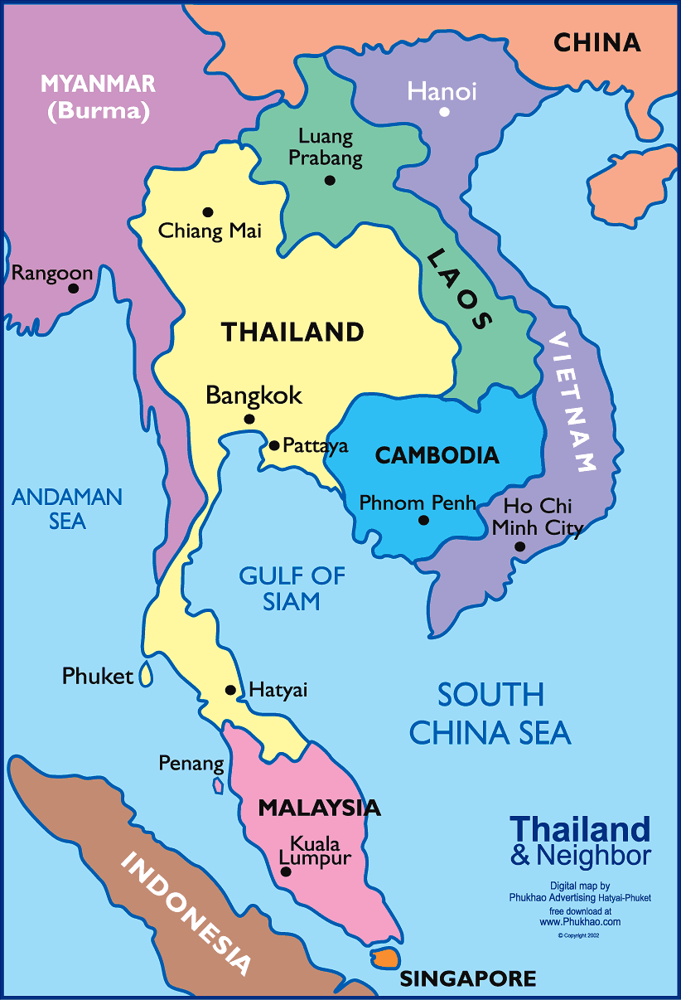 CHINA
MYANMAR
(Burma)
Hanoi
Luang
Prabang
Chiang Mai
Rangoon
LAOS
THAILAND
VIETNAM
Bangkok
Pattaya
CAMBODIA
ANDAMAN
SEA
Phnom Penh
Ho Chi
Minh City
GULF OF
SIAM
Phuket
Hatyai
SOUTH
CHINA SEA
Penang
MALAYSIA
Kuala
Lumpur
INDONESIA
Thailand
& Neighbor
Digital map by
Phukhao Advertising Hatyai-Phuket
free download at
www.Phukhao.com
© Copyright 2002
SINGAPORE